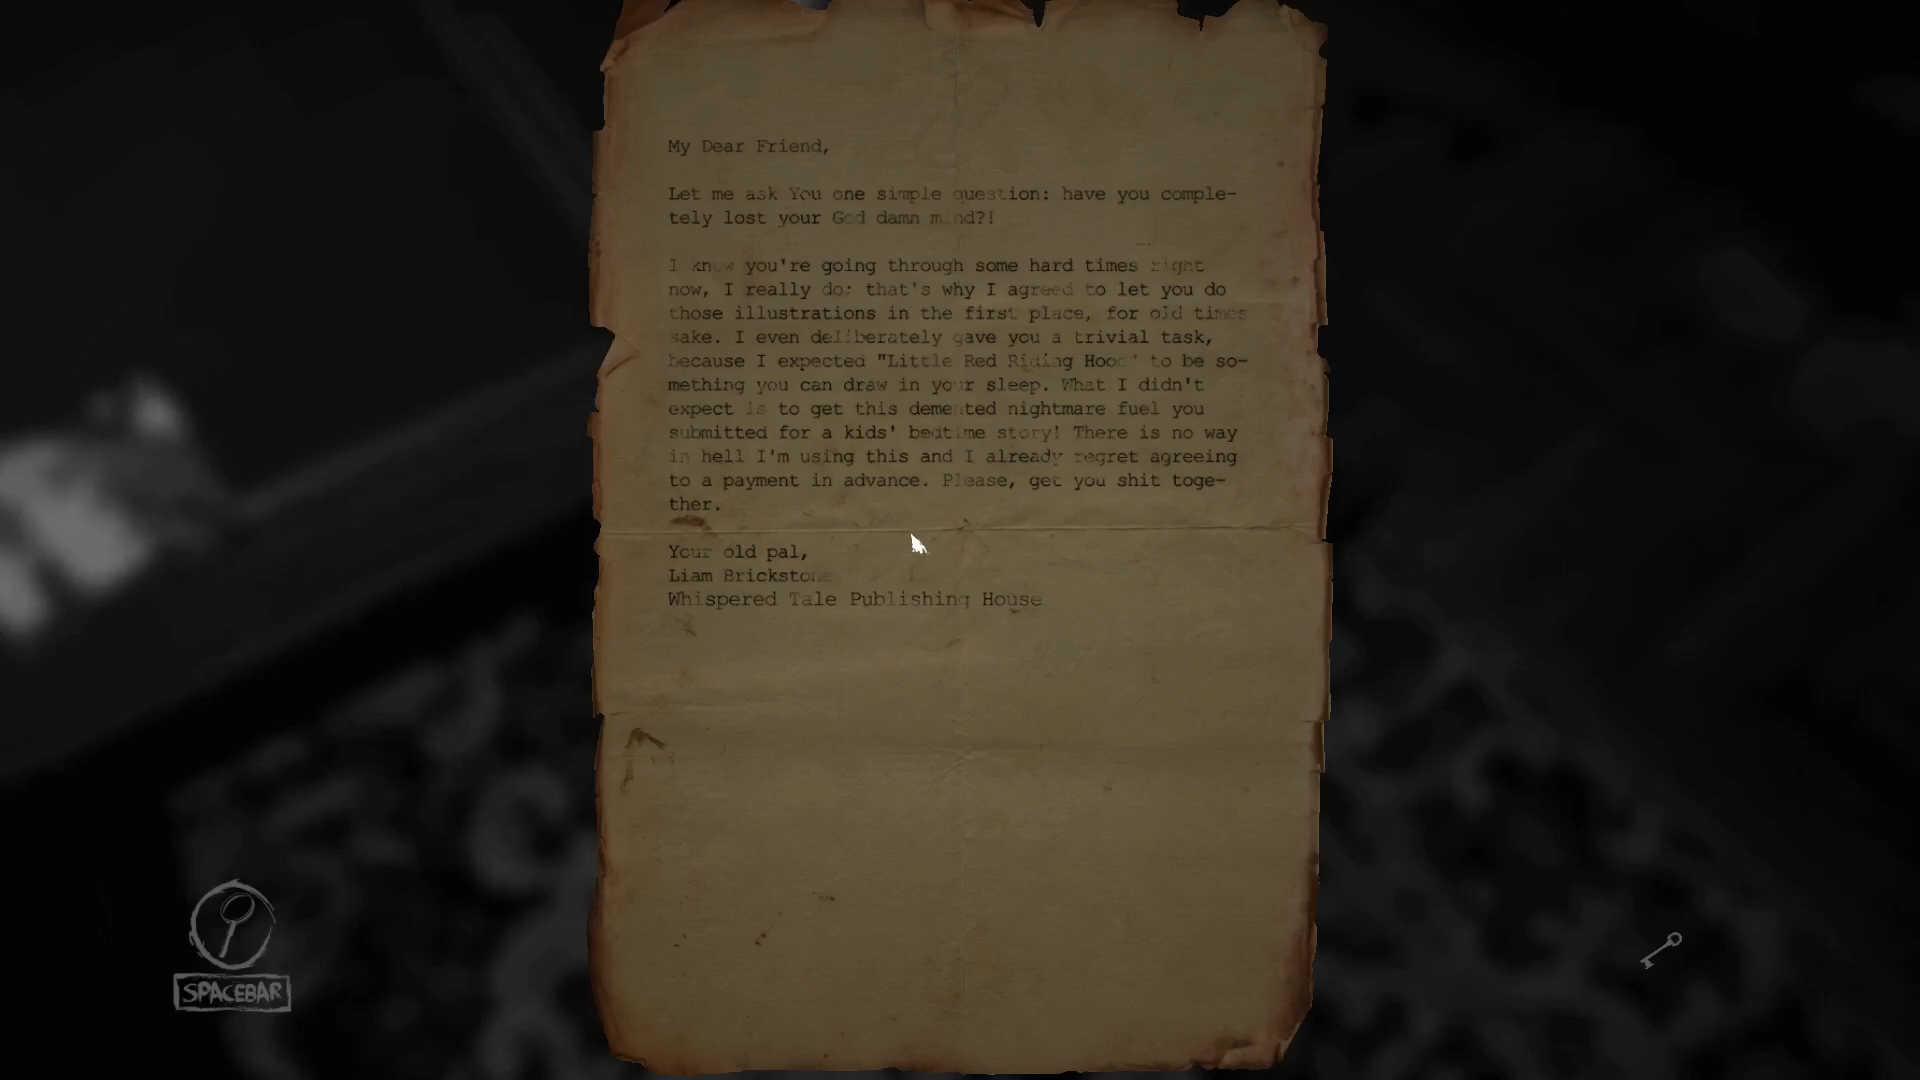 My Dear Friend,
Let me ask You one simple question: have you comple-
tely lost your God damn mind?!
I know you're going through some hard times right
now, I really do; that's why I agreed to let you do
those illustrations in the first place, for old times
sake. I even deliberately gave you a trivial task,
because I expected "Little Red Riding Hood" to be so-
mething you can draw in your sleep. What I didn't
expect is to get this demented nightmare fuel you
submitted for a kids' bedtime story! There is no way
in hell I'm using this and I already regret agreeing
to a payment in advance. Please, get you shit toge-
ther.
Your old pal,
Liam Brickstone
Whispered Tale Publishing House
SPACEBAR